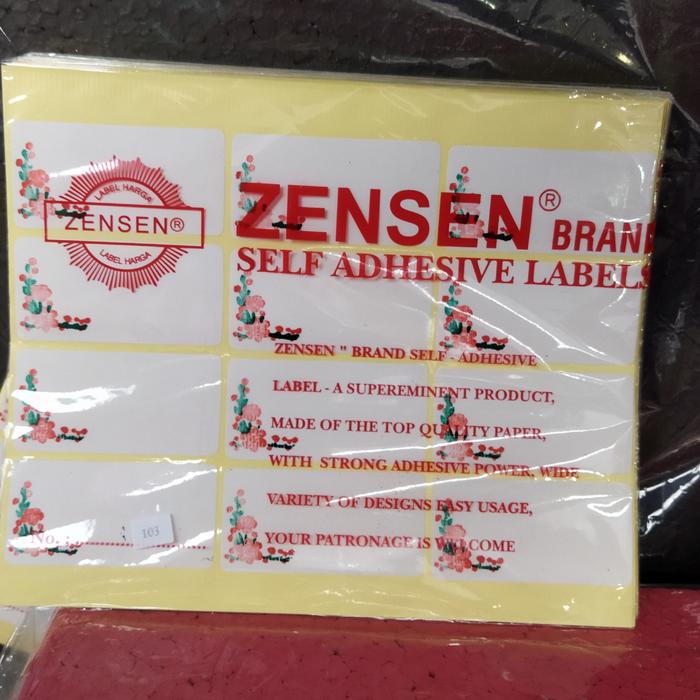 LABEL HARGA
ZENSEN®
LABEL HARGA
ZENSEN® BRAND
SELF ADHESIVE LABELS
ZENSEN " BRAND SELF - ADHESIVE
LABEL - A SUPEREMINENT PRODUCT,
MADE OF THE TOP QUALITY PAPER,
WITH STRONG ADHESIVE POWER, WIDE
VARIETY OF DESIGNS EASY USAGE,
YOUR PATRONAGE IS WELCOME
No. : ........................
103